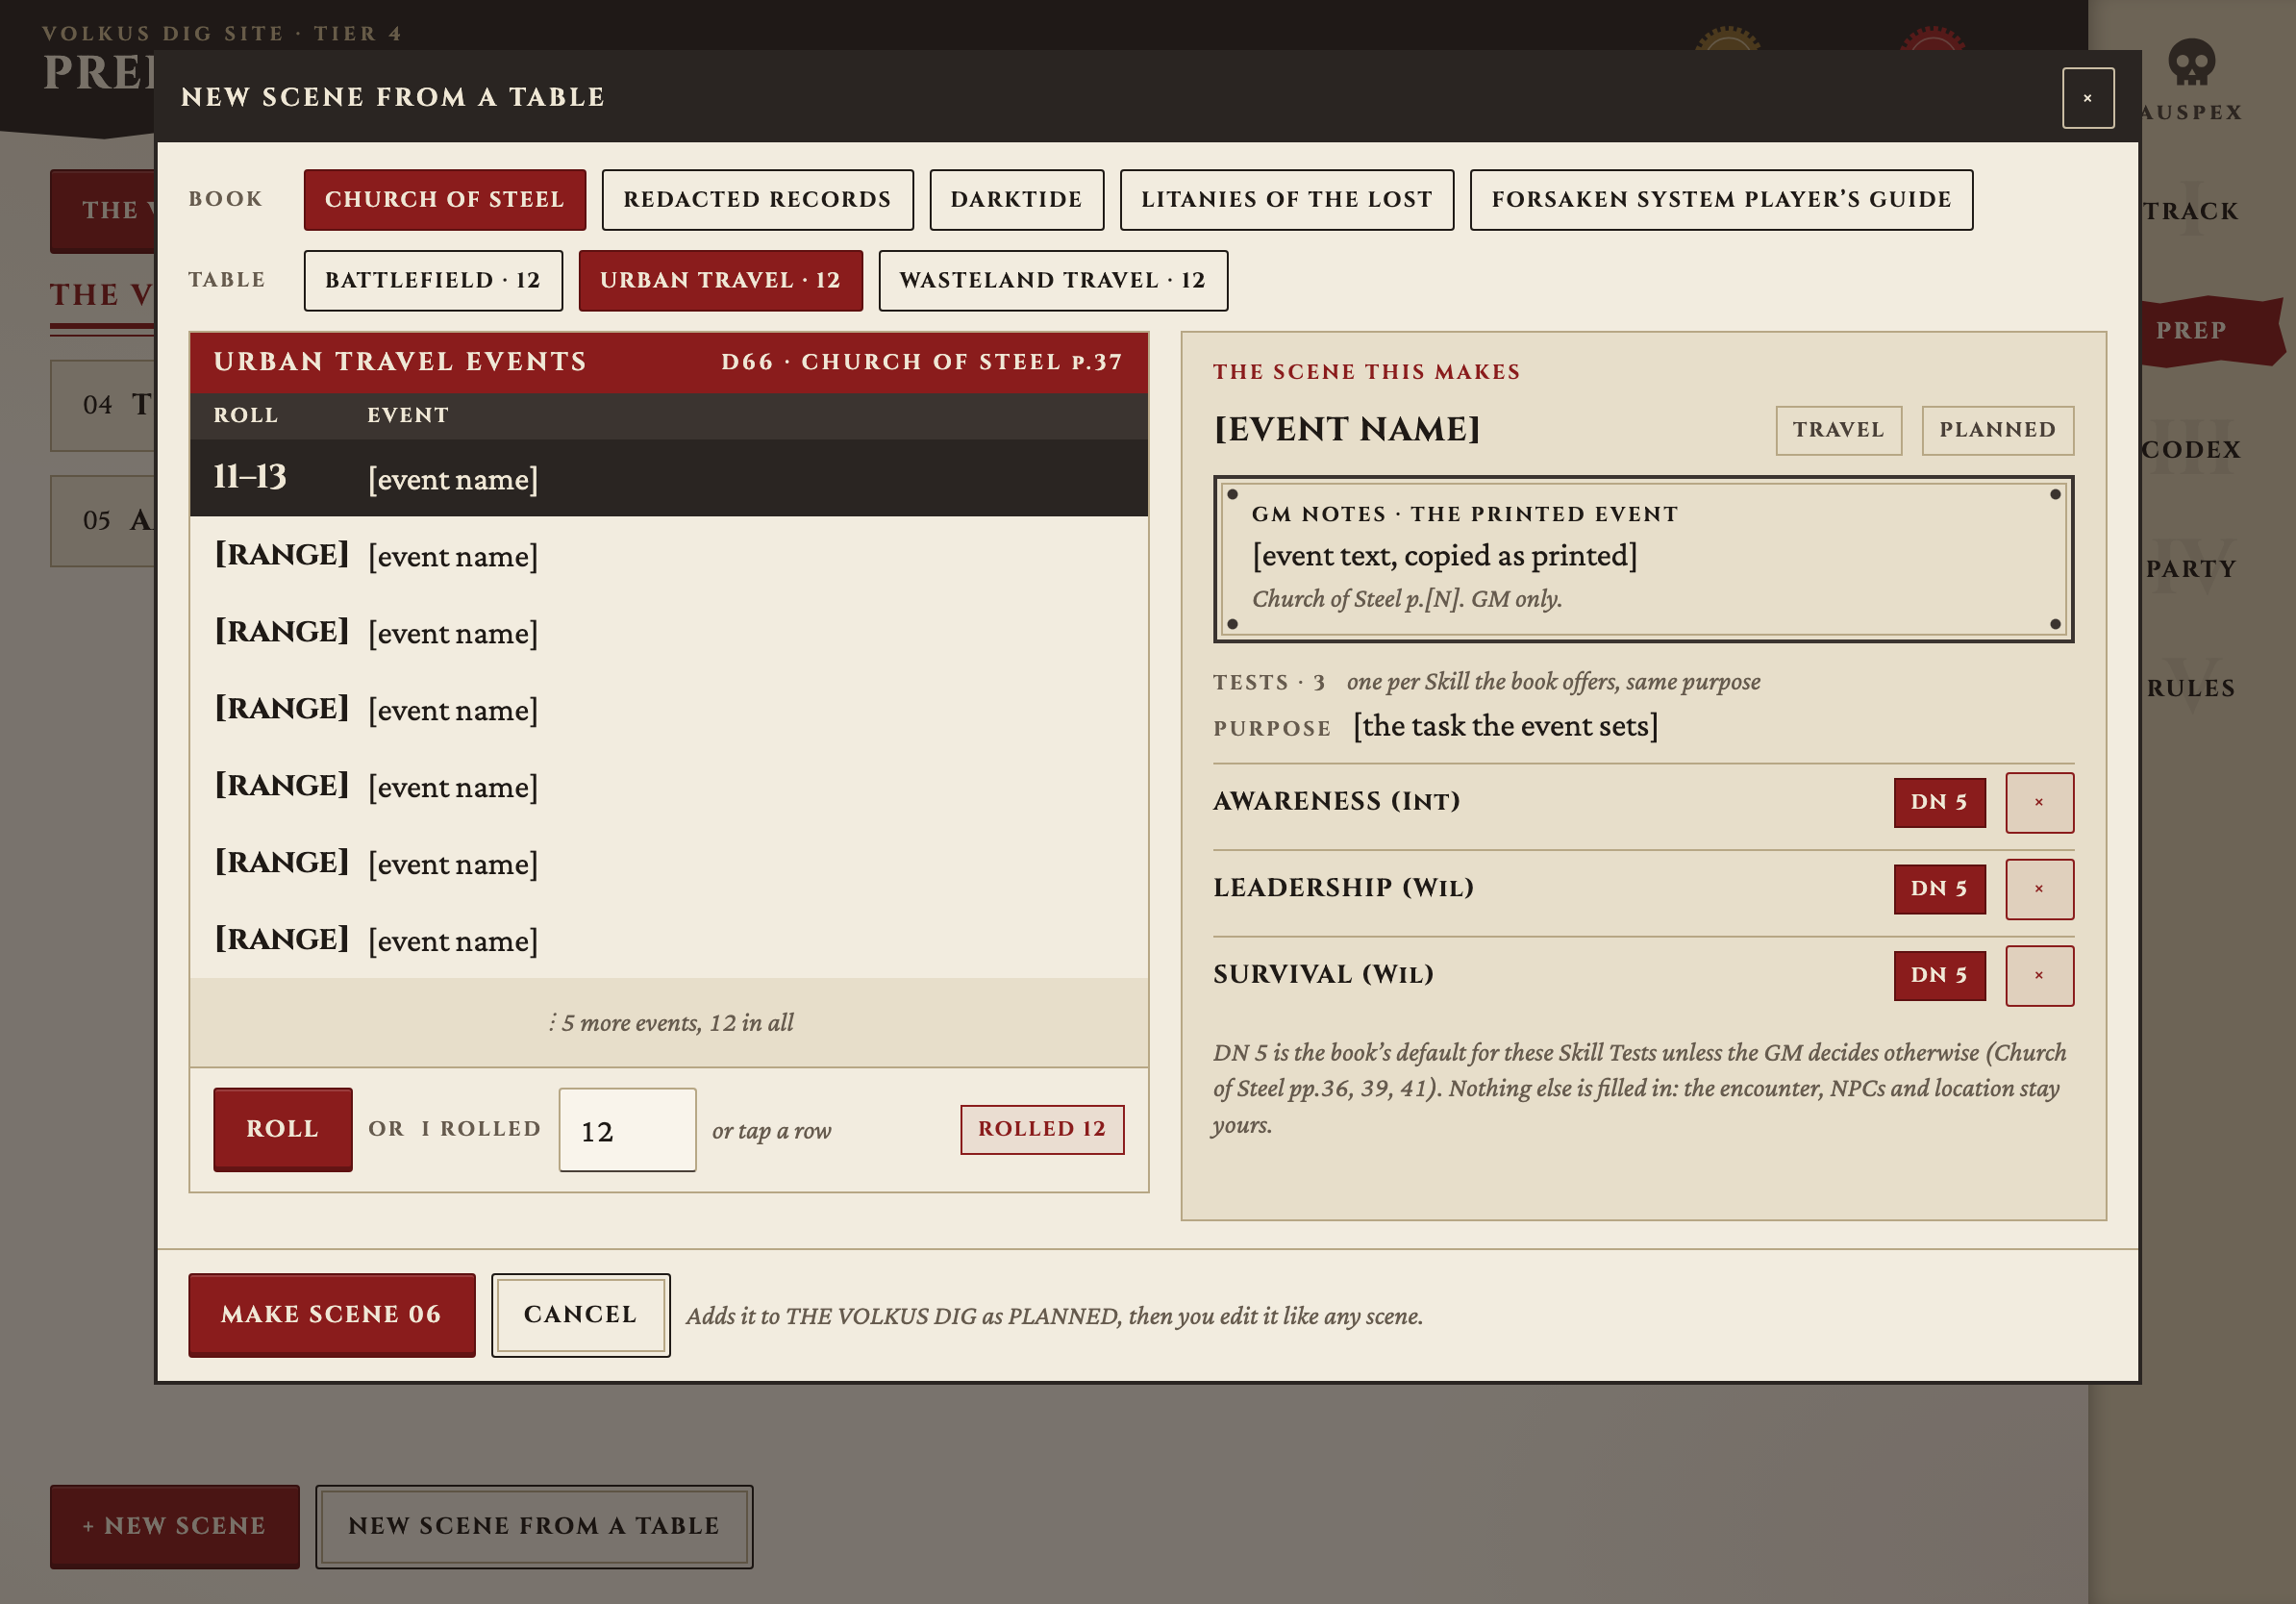 VOLKUS DIG SITE · TIER 4
AUSPEX
NEW SCENE FROM A TABLE
×
BOOK
CHURCH OF STEEL
REDACTED RECORDS
DARKTIDE
LITANIES OF THE LOST
FORSAKEN SYSTEM PLAYER’S GUIDE
TABLE
BATTLEFIELD · 12
URBAN TRAVEL · 12
WASTELAND TRAVEL · 12
URBAN TRAVEL EVENTS
D66 · CHURCH OF STEEL P.37
ROLL EVENT
11–13 [event name]
[RANGE] [event name]
[RANGE] [event name]
[RANGE] [event name]
[RANGE] [event name]
[RANGE] [event name]
[RANGE] [event name]
⋮ 5 more events, 12 in all
ROLL OR I ROLLED 12 or tap a row ROLLED 12
THE SCENE THIS MAKES
[EVENT NAME] TRAVEL PLANNED
GM NOTES · THE PRINTED EVENT
[event text, copied as printed]
Church of Steel p.[N]. GM only.
TESTS · 3 one per Skill the book offers, same purpose
PURPOSE [the task the event sets]
AWARENESS (INT) DN 5 ×
LEADERSHIP (WIL) DN 5 ×
SURVIVAL (WIL) DN 5 ×
DN 5 is the book’s default for these Skill Tests unless the GM decides otherwise (Church
of Steel pp.36, 39, 41). Nothing else is filled in: the encounter, NPCs and location stay
yours.
MAKE SCENE 06 CANCEL Adds it to THE VOLKUS DIG as PLANNED, then you edit it like any scene.
THE V
THE V
04 T
05 A
+ NEW SCENE
NEW SCENE FROM A TABLE
I
TRACK
PREP
III
CODEX
IV
PARTY
V
RULES